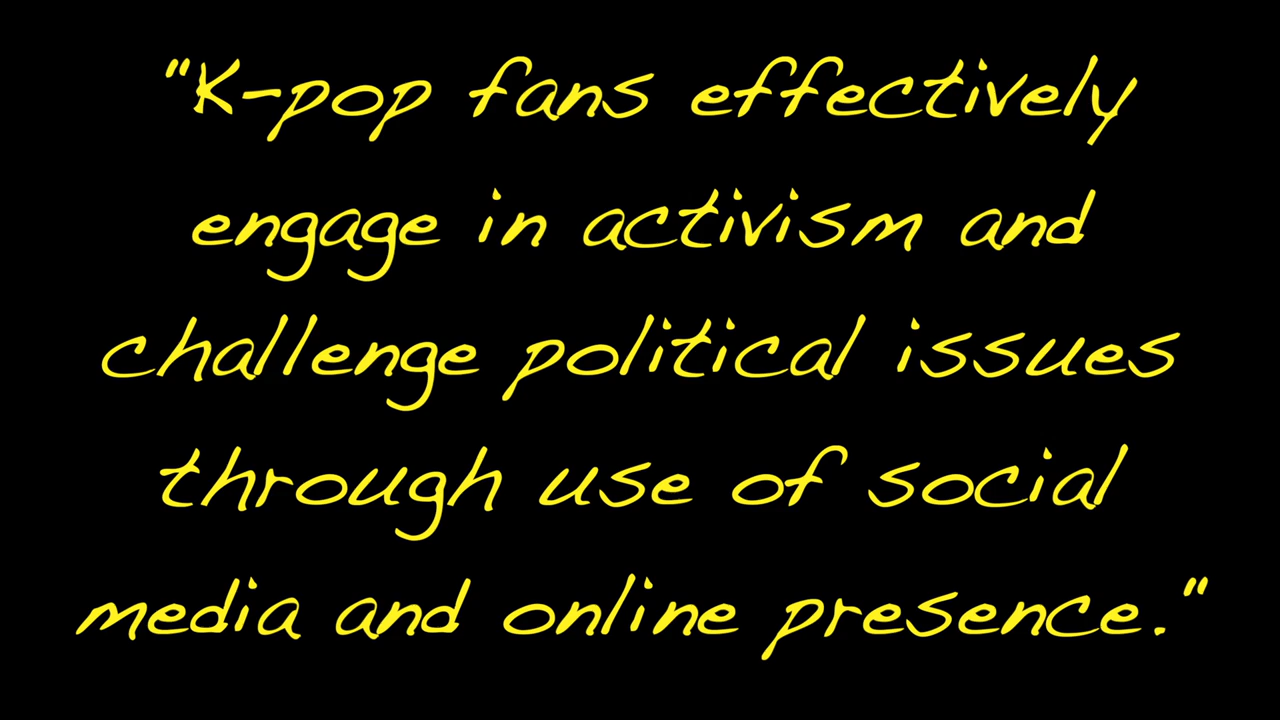 "K-pop fans effectively
engage in activism and
challenge political issues
through use of social
media and online presence."